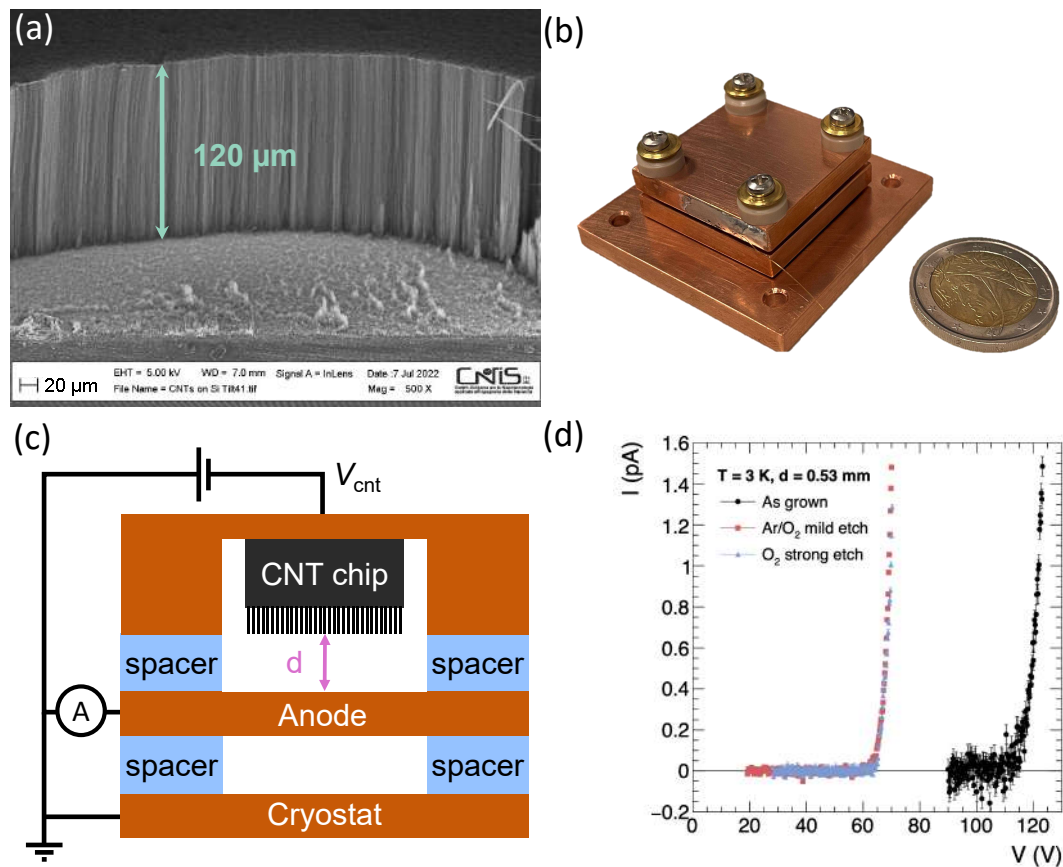 (a)
120 µm
20 µm
EHT = 5.00 kV WD = 7.0 mm Signal A = InLens Date :7 Jul 2022
File Name = CNTs on Si Tilt41.tif Mag = 500 X
CNTIS
(b)
(c)
Vcnt
CNT chip
spacer d spacer
A
Anode
spacer spacer
Cryostat
(d)
I (pA)
1.6
1.4
1.2
1
0.8
0.6
0.4
0.2
0
−0.2
T = 3 K, d = 0.53 mm
As grown
Ar/O₂ mild etch
O₂ strong etch
0 20 40 60 80 100 120
V (V)